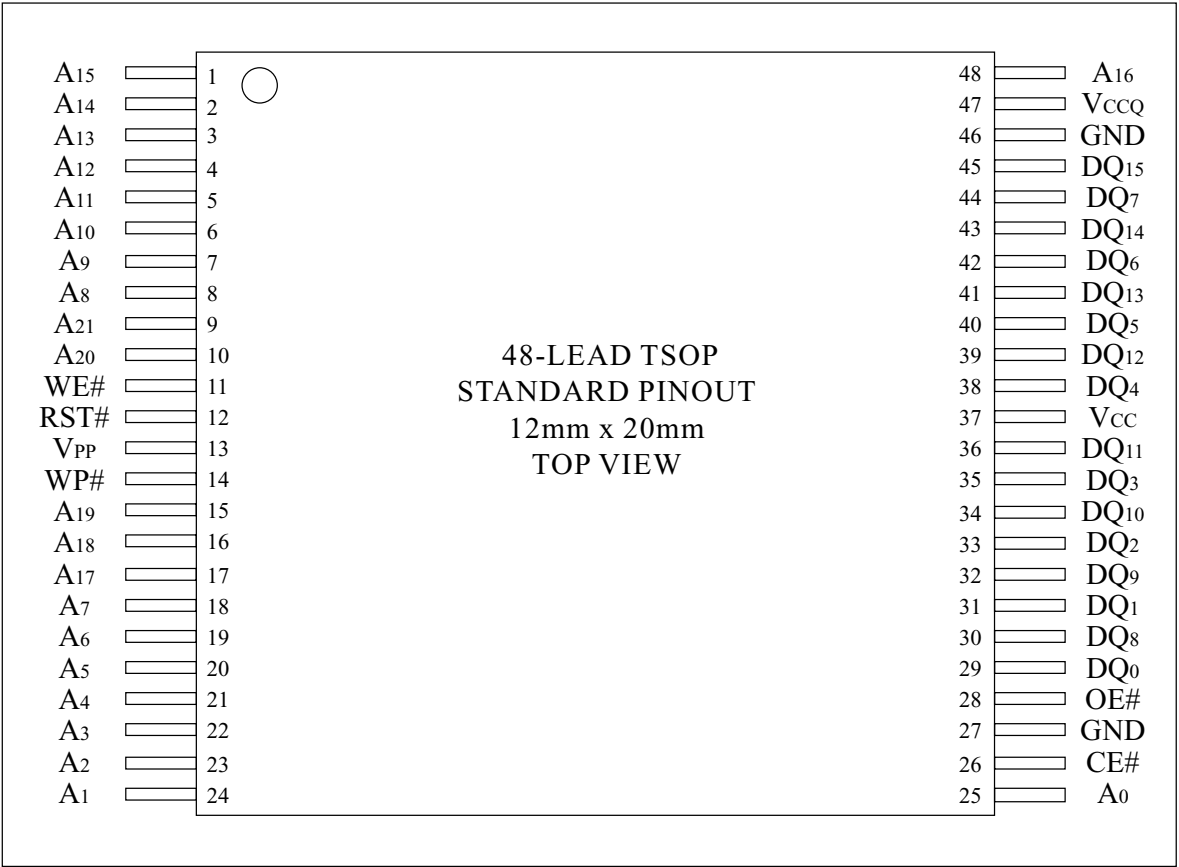 A15 1 48 A16
A14 2 47 VCCQ
A13 3 46 GND
A12 4 45 DQ15
A11 5 44 DQ7
A10 6 43 DQ14
A9 7 42 DQ6
A8 8 41 DQ13
A21 9 40 DQ5
A20 10 39 DQ12
WE# 11 38 DQ4
RST# 12 37 VCC
VPP 13 36 DQ11
WP# 14 35 DQ3
A19 15 34 DQ10
A18 16 33 DQ2
A17 17 32 DQ9
A7 18 31 DQ1
A6 19 30 DQ8
A5 20 29 DQ0
A4 21 28 OE#
A3 22 27 GND
A2 23 26 CE#
A1 24 25 A0
48-LEAD TSOP
STANDARD PINOUT
12mm x 20mm
TOP VIEW